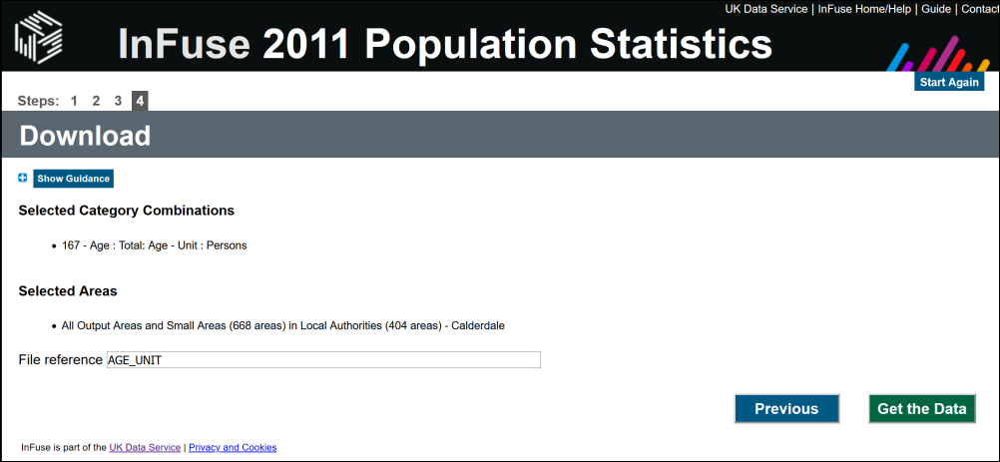 UK Data Service | InFuse Home/Help | Guide | Contact
InFuse 2011 Population Statistics
Start Again
Steps: 1 2 3 4
Download
Show Guidance
Selected Category Combinations
167 - Age : Total: Age - Unit : Persons
Selected Areas
All Output Areas and Small Areas (668 areas) in Local Authorities (404 areas) - Calderdale
File reference AGE_UNIT
Previous Get the Data
InFuse is part of the UK Data Service | Privacy and Cookies